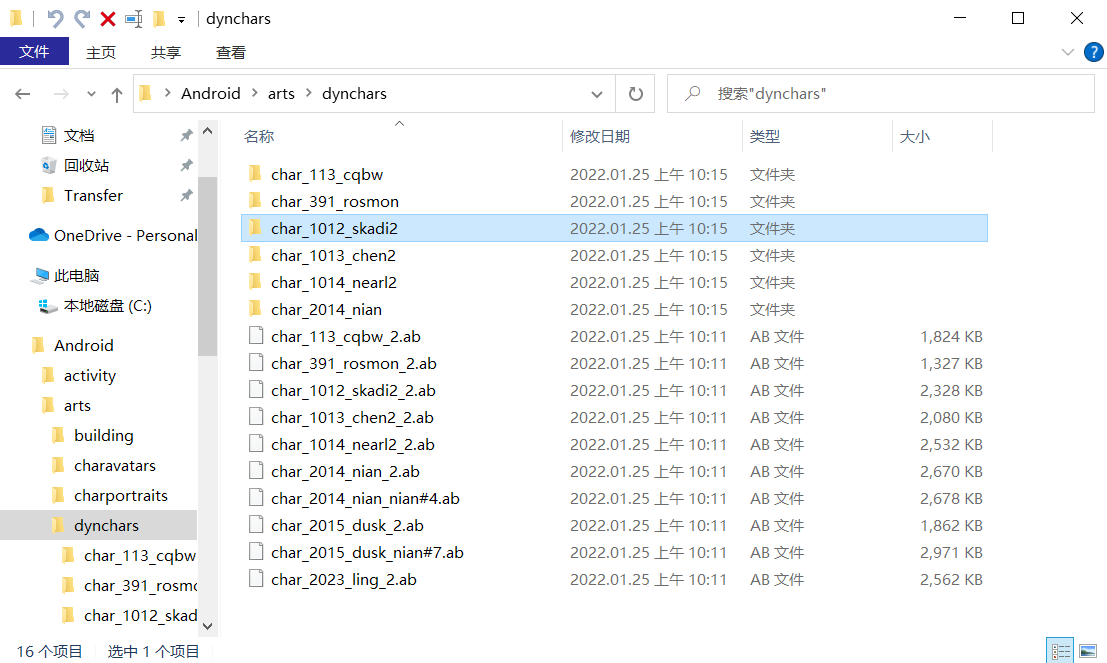 dynchars
文件 主页 共享 查看
Android arts dynchars 搜索"dynchars"
文档
回收站
Transfer
OneDrive - Personal
此电脑
本地磁盘 (C:)
Android
activity
arts
building
charavatars
charportraits
dynchars
char_113_cqbw
char_391_rosmo
char_1012_skad
名称 修改日期 类型 大小
char_113_cqbw 2022.01.25 上午 10:15 文件夹
char_391_rosmon 2022.01.25 上午 10:15 文件夹
char_1012_skadi2 2022.01.25 上午 10:15 文件夹
char_1013_chen2 2022.01.25 上午 10:15 文件夹
char_1014_nearl2 2022.01.25 上午 10:15 文件夹
char_2014_nian 2022.01.25 上午 10:15 文件夹
char_113_cqbw_2.ab 2022.01.25 上午 10:11 AB 文件 1,824 KB
char_391_rosmon_2.ab 2022.01.25 上午 10:11 AB 文件 1,327 KB
char_1012_skadi2_2.ab 2022.01.25 上午 10:11 AB 文件 2,328 KB
char_1013_chen2_2.ab 2022.01.25 上午 10:11 AB 文件 2,080 KB
char_1014_nearl2_2.ab 2022.01.25 上午 10:11 AB 文件 2,532 KB
char_2014_nian_2.ab 2022.01.25 上午 10:11 AB 文件 2,670 KB
char_2014_nian_nian#4.ab 2022.01.25 上午 10:11 AB 文件 2,678 KB
char_2015_dusk_2.ab 2022.01.25 上午 10:11 AB 文件 1,862 KB
char_2015_dusk_nian#7.ab 2022.01.25 上午 10:11 AB 文件 2,971 KB
char_2023_ling_2.ab 2022.01.25 上午 10:11 AB 文件 2,562 KB
16 个项目 选中 1 个项目